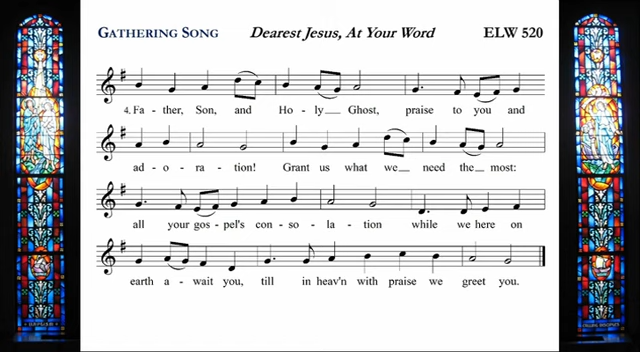 GATHERING SONG Dearest Jesus, At Your Word ELW 520
4. Fa - ther, Son, and Ho - ly Ghost, praise to you and
ad - o - ra - tion! Grant us what we need the most:
all your gos - pel's con - so - la - tion while we here on
earth a - wait you, till in heav'n with praise we greet you.